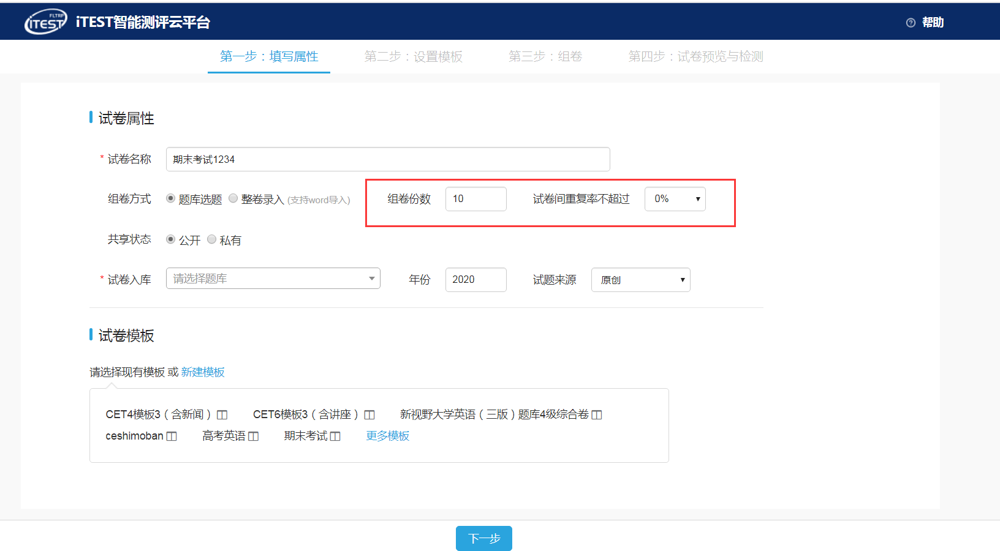 FLTRP
iTEST iTEST智能测评云平台 帮助
第一步：填写属性 第二步：设置模板 第三步：组卷 第四步：试卷预览与检测
试卷属性
* 试卷名称 期末考试1234
组卷方式 题库选题 整卷录入 (支持word导入) 组卷份数 10 试卷间重复率不超过 0%
共享状态 公开 私有
* 试卷入库 请选择题库 年份 2020 试题来源 原创
试卷模板
请选择现有模板 或 新建模板
CET4模板3（含新闻） CET6模板3（含讲座） 新视野大学英语（三版）题库4级综合卷
ceshimoban 高考英语 期末考试 更多模板
下一步